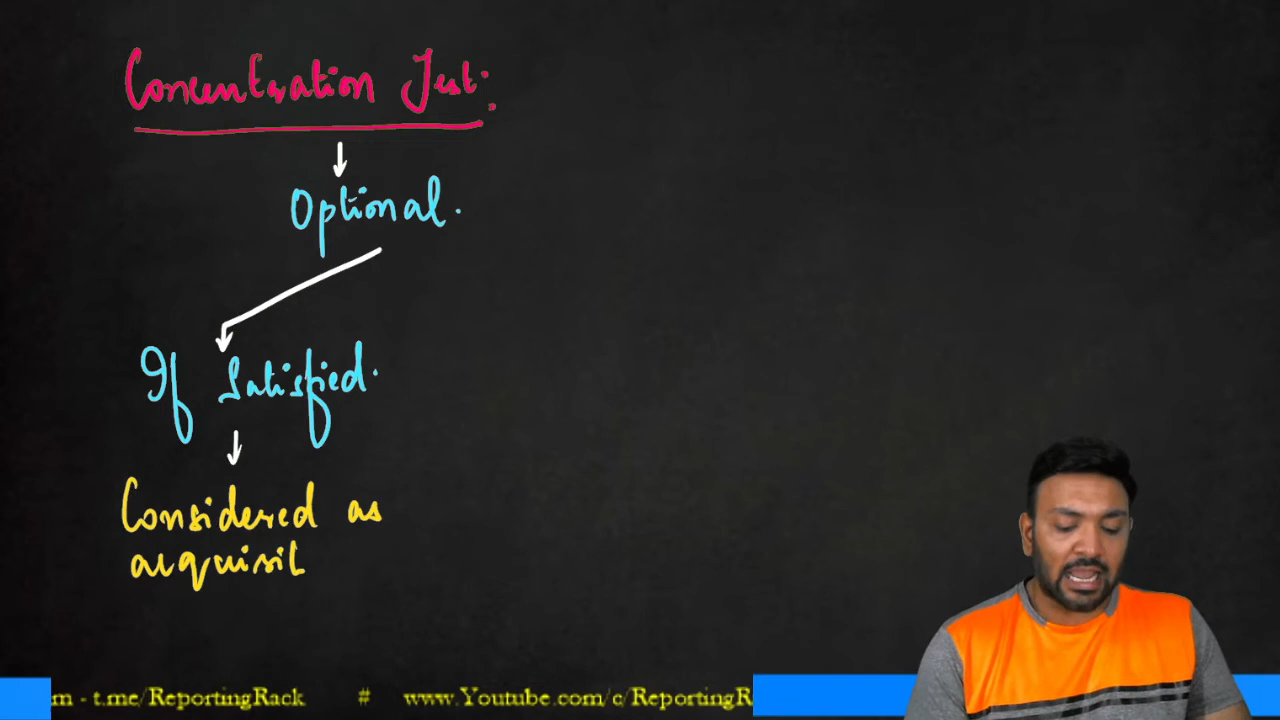 Concentration Test:
Optional.
If Satisfied.
Considered as
acquisit
m - t.me/ReportingRack # www.Youtube.com/c/ReportingR